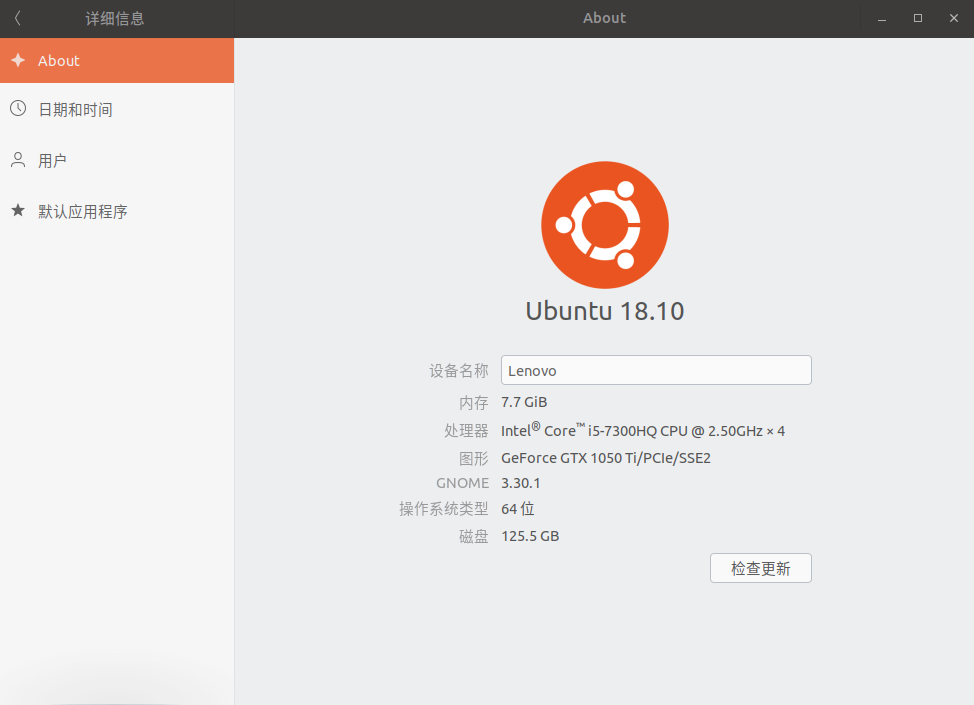 详细信息
About
About
日期和时间
用户
默认应用程序
Ubuntu 18.10
设备名称 Lenovo
内存 7.7 GiB
处理器 Intel® Core™ i5-7300HQ CPU @ 2.50GHz × 4
图形 GeForce GTX 1050 Ti/PCIe/SSE2
GNOME 3.30.1
操作系统类型 64 位
磁盘 125.5 GB
检查更新